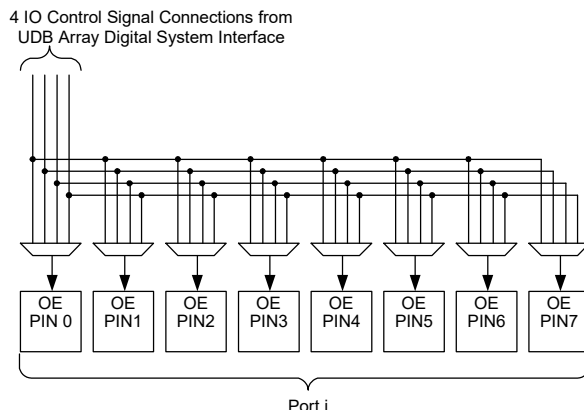 4 IO Control Signal Connections from
UDB Array Digital System Interface
OE
PIN 0
OE
PIN1
OE
PIN2
OE
PIN3
OE
PIN4
OE
PIN5
OE
PIN6
OE
PIN7
Port i